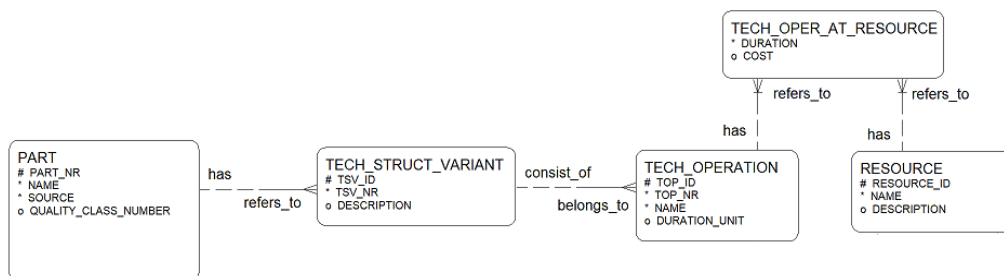 TECH_OPER_AT_RESOURCE
* DURATION
o COST
refers_to
refers_to
has
has
PART
# PART_NR
* NAME
* SOURCE
o QUALITY_CLASS_NUMBER
has
refers_to
TECH_STRUCT_VARIANT
# TSV_ID
* TSV_NR
o DESCRIPTION
consist_of
belongs_to
TECH_OPERATION
# TOP_ID
* TOP_NR
* NAME
o DURATION_UNIT
RESOURCE
# RESOURCE_ID
* NAME
o DESCRIPTION